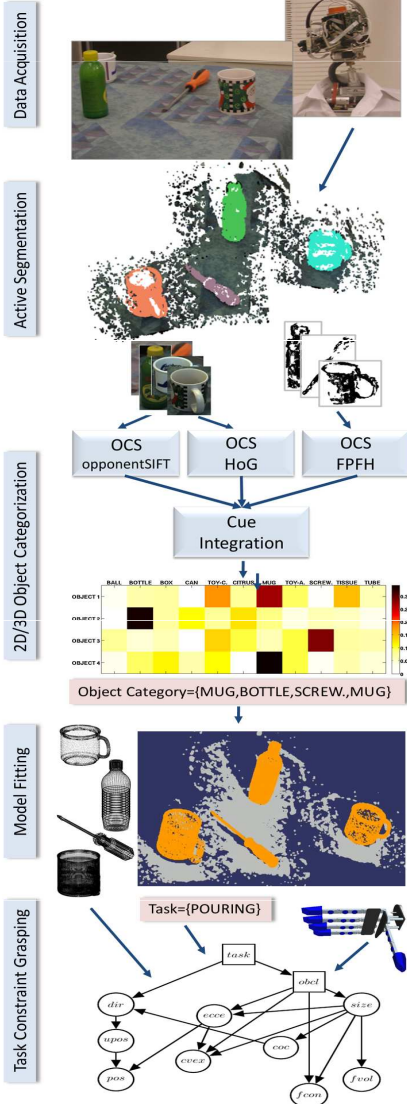 Data Acquisition
Active Segmentation
OCS
opponentSIFT
OCS
HoG
OCS
FPFH
Cue
Integration
2D/3D Object Categorization
BALL BOTTLE BOX CAN TOY-C. CITRUS MUG TOY-A. SCREW. TISSUE TUBE
OBJECT 1
OBJECT 2
OBJECT 3
OBJECT 4
Object Category={MUG,BOTTLE,SCREW.,MUG}
Model Fitting
Task={POURING}
Task Constraint Grasping
task
obcl
dir
ecce
size
upos
coc
cvex
pos
fvol
fcon